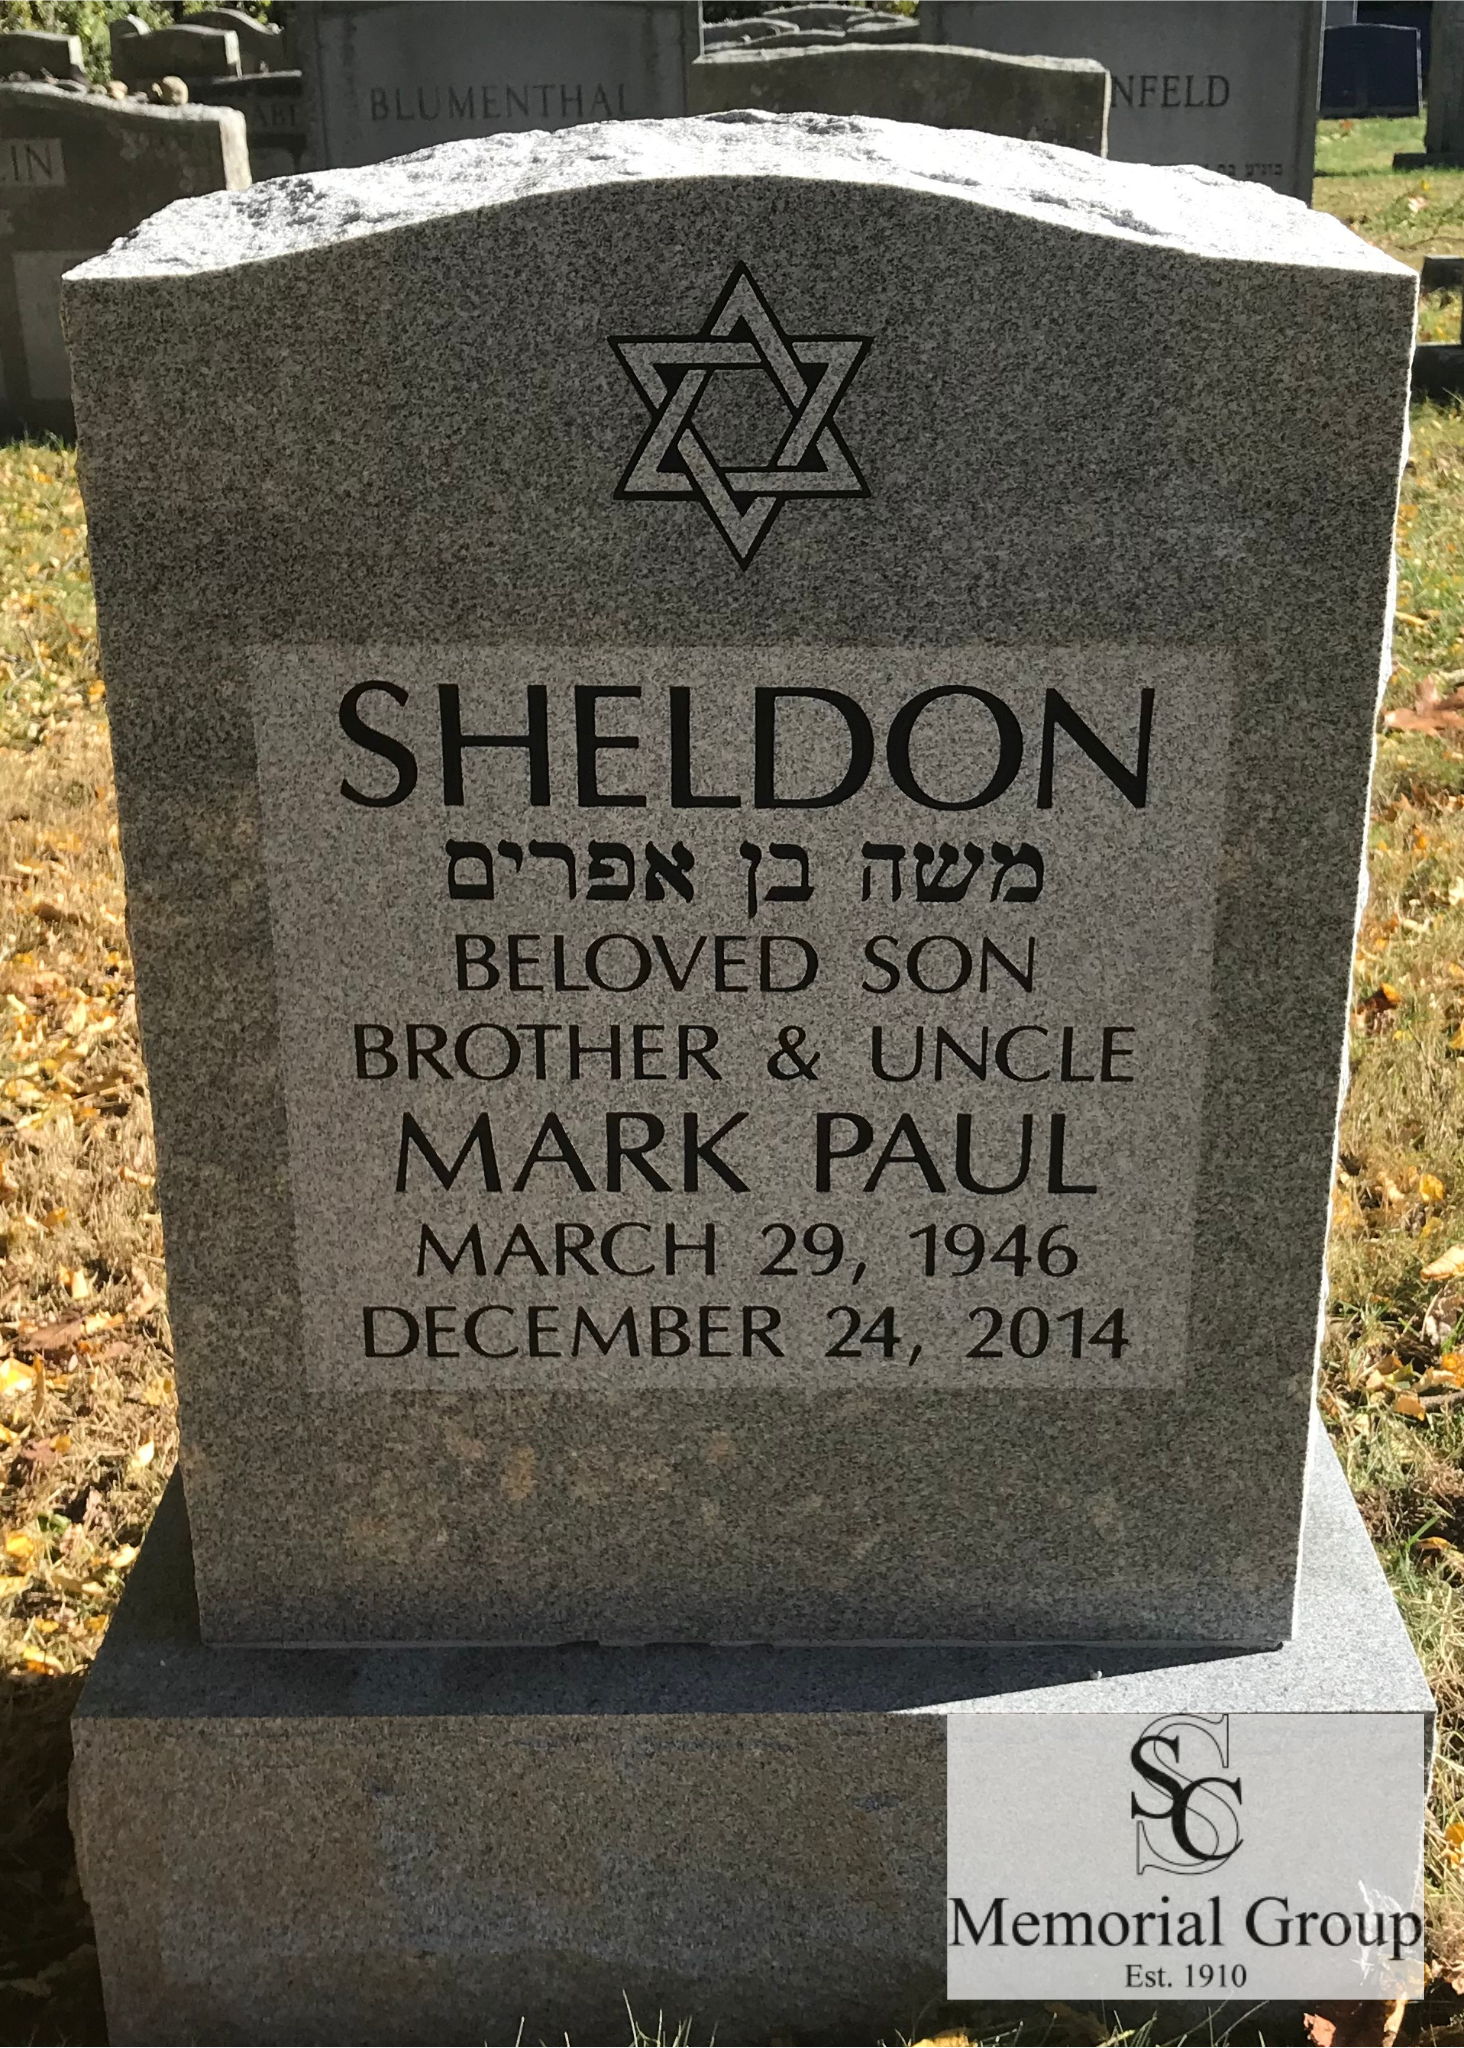 BLUMENTHAL
NFELD
IN
SHELDON
משה בן אפרים
BELOVED SON
BROTHER & UNCLE
MARK PAUL
MARCH 29, 1946
DECEMBER 24, 2014
SC
Memorial Group
Est. 1910